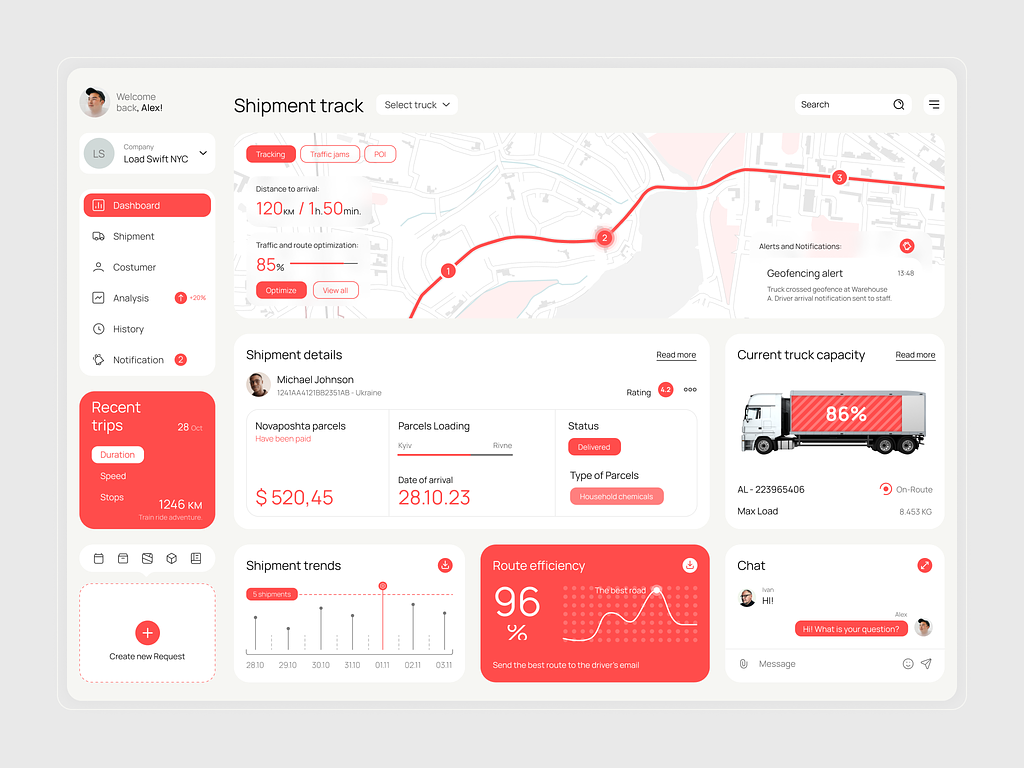 Welcome
back, Alex!
Shipment track
Select truck
Search
LS
Company
Load Swift NYC
Dashboard
Shipment
Costumer
Analysis
+20%
History
Notification
2
Tracking
Traffic jams
POI
Distance to arrival:
120км / 1h.50min.
Traffic and route optimization:
85%
Optimize
View all
1
2
3
Alerts and Notifications:
Geofencing alert
13:48
Truck crossed geofence at Warehouse
A. Driver arrival notification sent to staff.
Recent
trips
28 Oct
Duration
Speed
Stops
1246 км
Train ride adventure.
Create new Request
Shipment details
Read more
Michael Johnson
1241AA4121BB2351AB - Ukraine
Rating
4.2
Novaposhta parcels
Have been paid
$ 520,45
Parcels Loading
Kyiv
Rivne
Date of arrival
28.10.23
Status
Delivered
Type of Parcels
Household chemicals
Current truck capacity
Read more
86%
AL - 223965406
On-Route
Max Load
8.453 KG
Shipment trends
5 shipments
28.10
29.10
30.10
31.10
01.11
02.11
03.11
Route efficiency
96
%
The best road
Send the best route to the driver's email
Chat
Ivan
HI!
Alex
Hi! What is your question?
Message